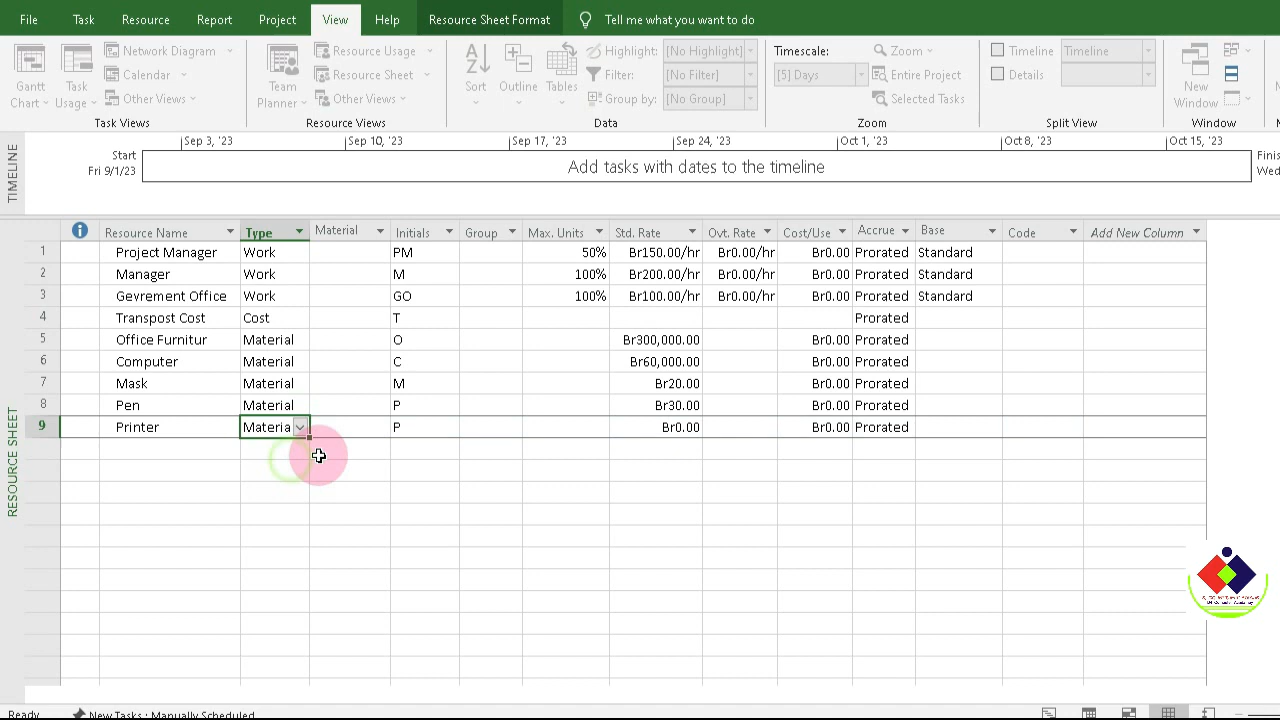 File Task Resource Report Project View Help Resource Sheet Format Tell me what you want to do
Network Diagram Resource Usage Highlight: [No Highlight] Timescale: Zoom Timeline Timeline
Calendar Resource Sheet Filter: [No Filter] [5] Days Entire Project Details
Gantt Chart Task Usage Other Views Team Planner Other Views Sort Outline Tables Group by: [No Group] Selected Tasks New Window
Task Views Resource Views Data Zoom Split View Window
TIMELINE
Sep 3, '23 Sep 10, '23 Sep 17, '23 Sep 24, '23 Oct 1, '23 Oct 8, '23 Oct 15, '23
Start Add tasks with dates to the timeline Finis
Fri 9/1/23 Wed
RESOURCE SHEET
Resource Name Type Material Initials Group Max. Units Std. Rate Ovt. Rate Cost/Use Accrue Base Code Add New Column
1 Project Manager Work PM 50% Br150.00/hr Br0.00/hr Br0.00 Prorated Standard
2 Manager Work M 100% Br200.00/hr Br0.00/hr Br0.00 Prorated Standard
3 Gevrement Office Work GO 100% Br100.00/hr Br0.00/hr Br0.00 Prorated Standard
4 Transpost Cost Cost T Prorated
5 Office Furnitur Material O Br300,000.00 Br0.00 Prorated
6 Computer Material C Br60,000.00 Br0.00 Prorated
7 Mask Material M Br20.00 Br0.00 Prorated
8 Pen Material P Br30.00 Br0.00 Prorated
9 Printer Materia P Br0.00 Br0.00 Prorated
Ready New Tasks : Manually Scheduled